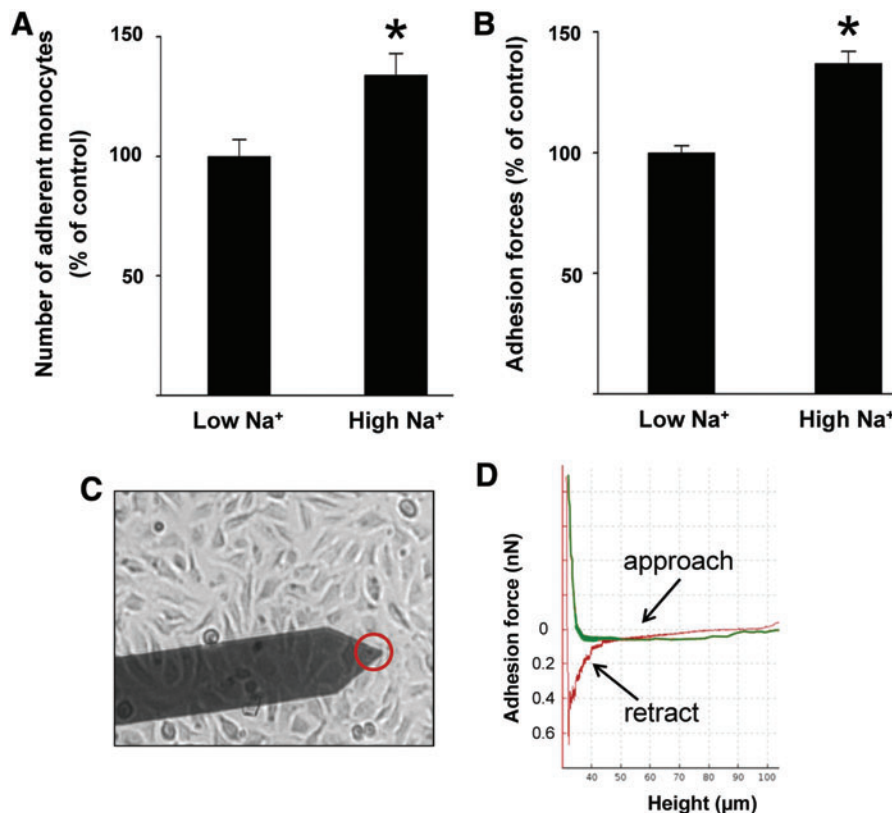 A
150
100
50
Number of adherent monocytes
(% of control)
*
Low Na⁺
High Na⁺
B
150
100
50
Adhesion forces (% of control)
*
Low Na⁺
High Na⁺
C
D
Adhesion force (nN)
0
0.2
0.4
0.6
approach
retract
40 50 60 70 80 90 100
Height (µm)